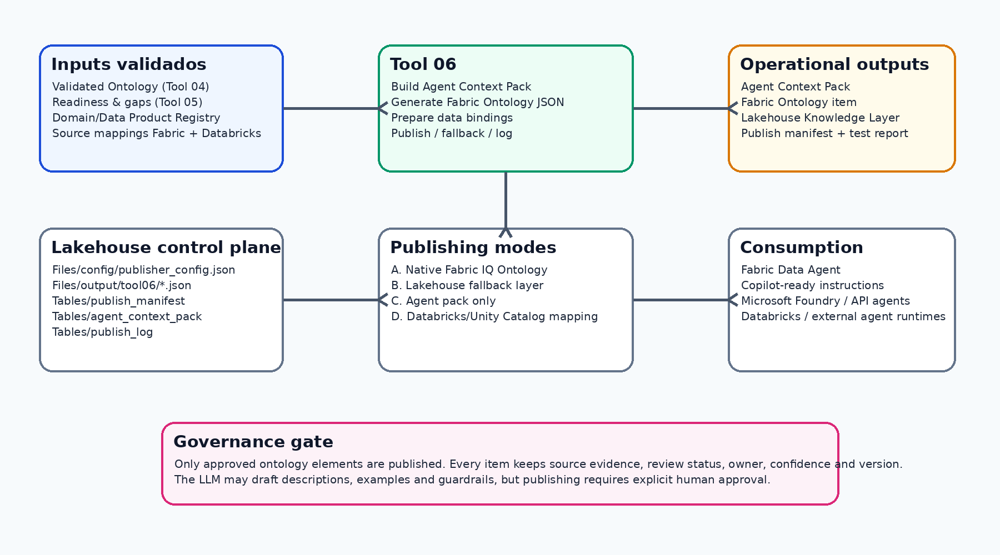 Inputs validados
Validated Ontology (Tool 04)
Readiness & gaps (Tool 05)
Domain/Data Product Registry
Source mappings Fabric + Databricks
Tool 06
Build Agent Context Pack
Generate Fabric Ontology JSON
Prepare data bindings
Publish / fallback / log
Operational outputs
Agent Context Pack
Fabric Ontology item
Lakehouse Knowledge Layer
Publish manifest + test report
Lakehouse control plane
Files/config/publisher_config.json
Files/output/tool06/*.json
Tables/publish_manifest
Tables/agent_context_pack
Tables/publish_log
Publishing modes
A. Native Fabric IQ Ontology
B. Lakehouse fallback layer
C. Agent pack only
D. Databricks/Unity Catalog mapping
Consumption
Fabric Data Agent
Copilot-ready instructions
Microsoft Foundry / API agents
Databricks / external agent runtimes
Governance gate
Only approved ontology elements are published. Every item keeps source evidence, review status, owner, confidence and version.
The LLM may draft descriptions, examples and guardrails, but publishing requires explicit human approval.